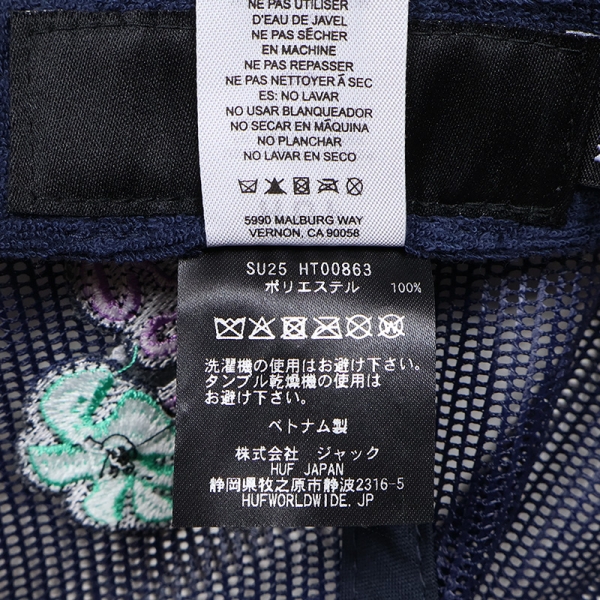 NE PAS UTILISER
D'EAU DE JAVEL
NE PAS SÈCHER
EN MACHINE
NE PAS REPASSER
NE PAS NETTOYER À SEC
ES: NO LAVAR
NO USAR BLANQUEADOR
NO SECAR EN MÁQUINA
NO PLANCHAR
NO LAVAR EN SECO
5990 MALBURG WAY
VERNON, CA 90058
SU25 HT00863
ポリエステル 100%
洗濯機の使用はお避け下さい。
タンブル乾燥機の使用は
お避け下さい。
ベトナム製
株式会社 ジャック
HUF JAPAN
静岡県牧之原市静波2316-5
HUFWORLDWIDE.JP